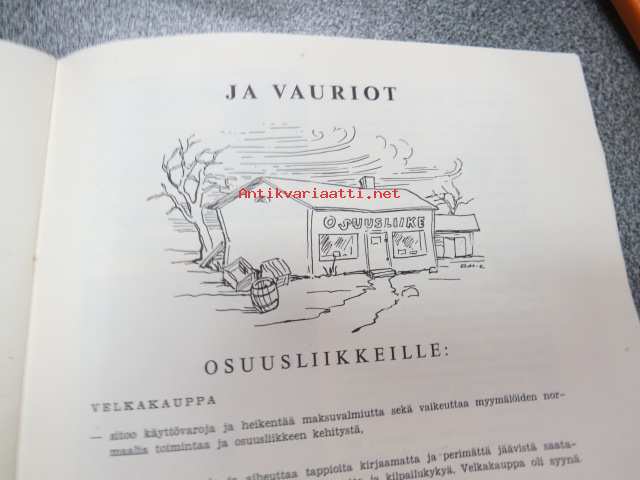 JA VAURIOT
Antikvariaatti.net
OSUUSLIIKE
OSUUSLIIKKEILLE:
VELKAKAUPPA
— sitoo käyttövaroja ja heikentää maksuvalmiutta sekä vaikeuttaa myymälöiden nor-
maalia toimintaa ja osuusliikkeen kehitystä,
aiheuttaa tappioita kirjaamatta ja perimättä jäävistä saata-
ja kilpailukykyä. Velkakauppa oli syynä